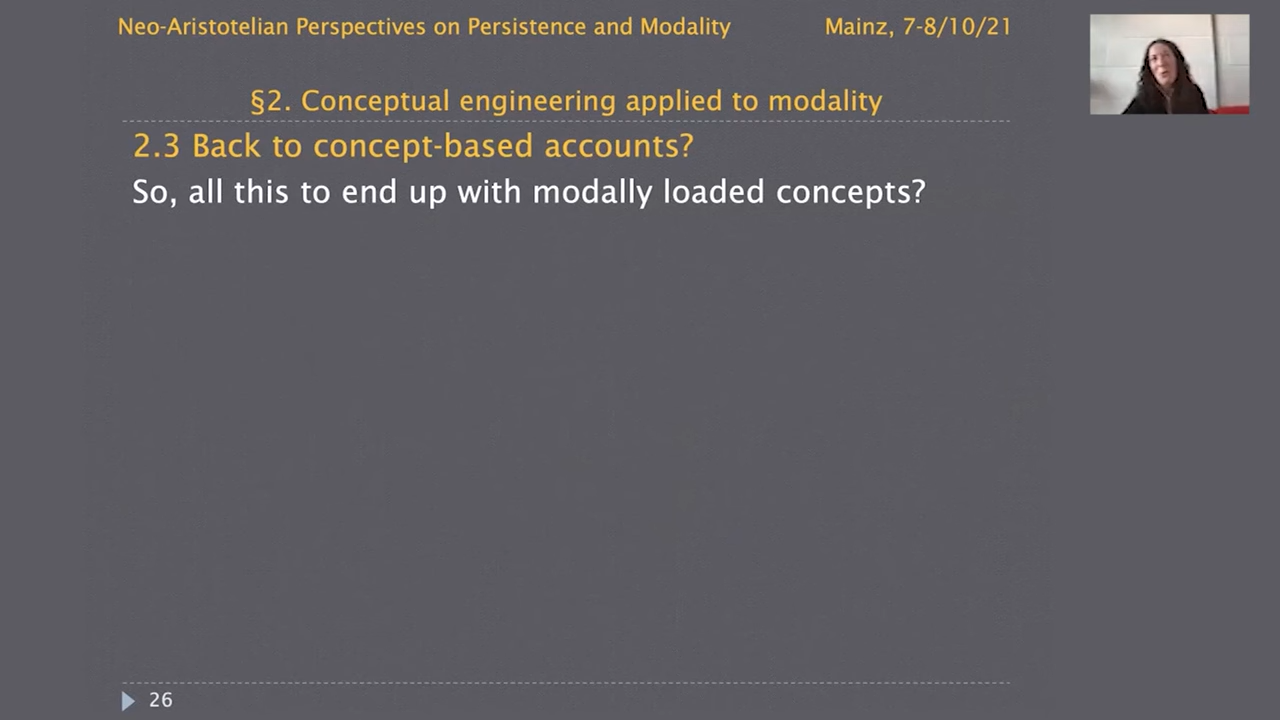 Neo-Aristotelian Perspectives on Persistence and Modality Mainz, 7-8/10/21
§2. Conceptual engineering applied to modality
2.3 Back to concept-based accounts?
So, all this to end up with modally loaded concepts?
26